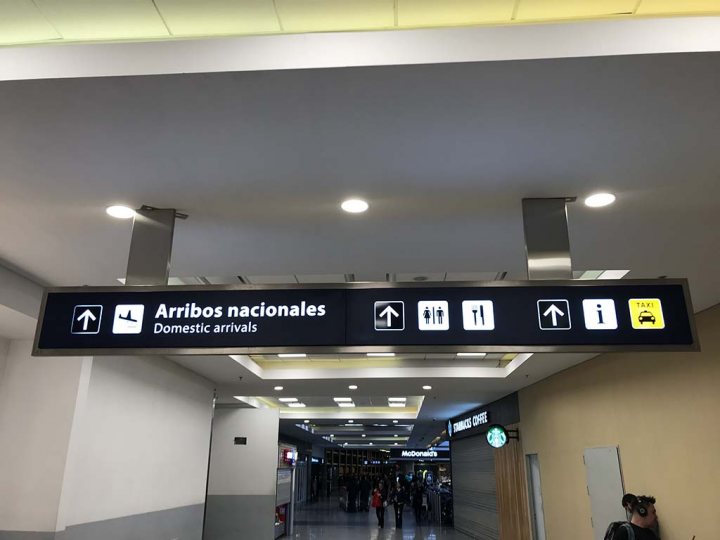 Arribos nacionales
Domestic arrivals
i
TAXI
STARBUCKS COFFEE
McDonald's